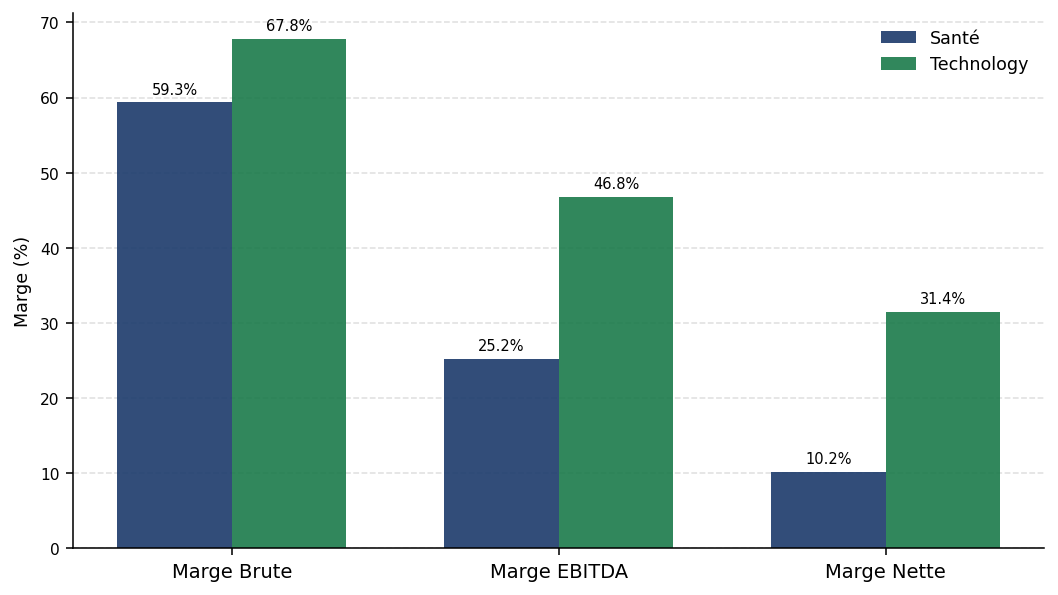 Marge (%)
70
60
50
40
30
20
10
0
67.8%
59.3%
46.8%
25.2%
31.4%
10.2%
Santé
Technology
Marge Brute
Marge EBITDA
Marge Nette